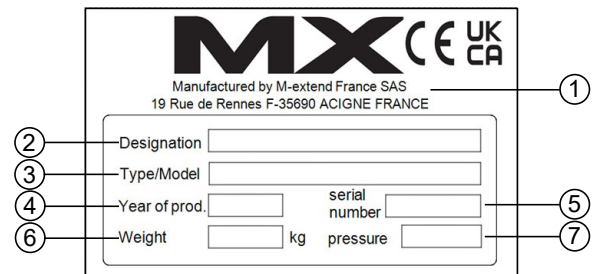 MX CE UK CA
Manufactured by M-extend France SAS
19 Rue de Rennes F-35690 ACIGNE FRANCE
1
2 Designation
3 Type/Model
4 Year of prod. serial number 5
6 Weight kg pressure 7